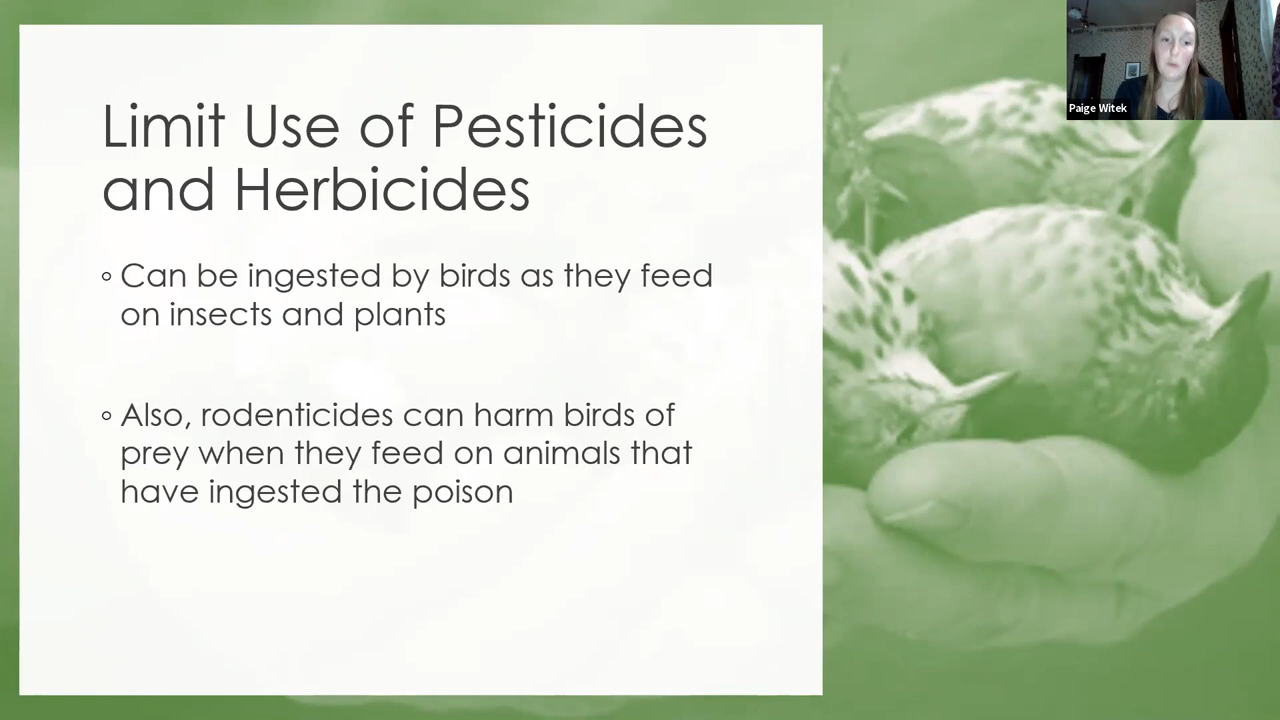 Limit Use of Pesticides
and Herbicides
◦ Can be ingested by birds as they feed
on insects and plants
◦ Also, rodenticides can harm birds of
prey when they feed on animals that
have ingested the poison
Paige Witek